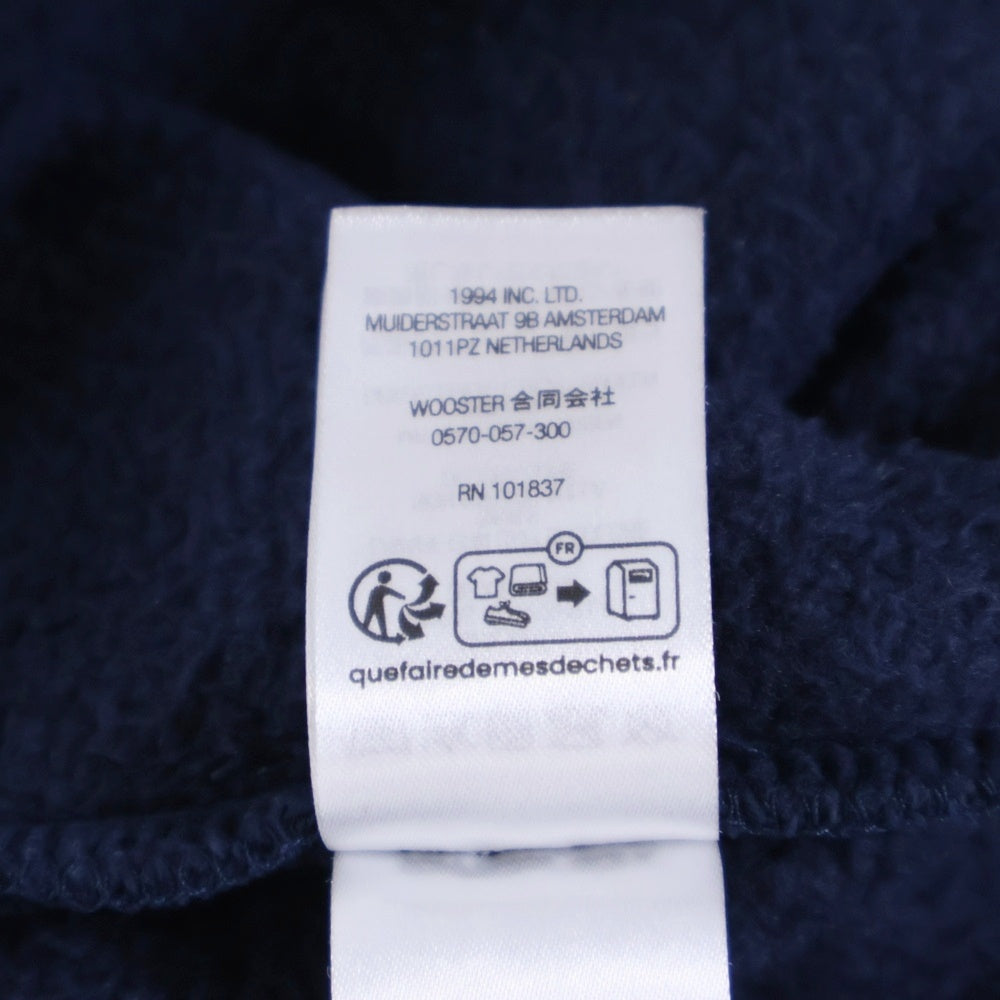 1994 INC. LTD.
MUIDERSTRAAT 9B AMSTERDAM
1011PZ NETHERLANDS
WOOSTER 合同会社
0570-057-300
RN 101837
FR
quefairedemesdechets.fr